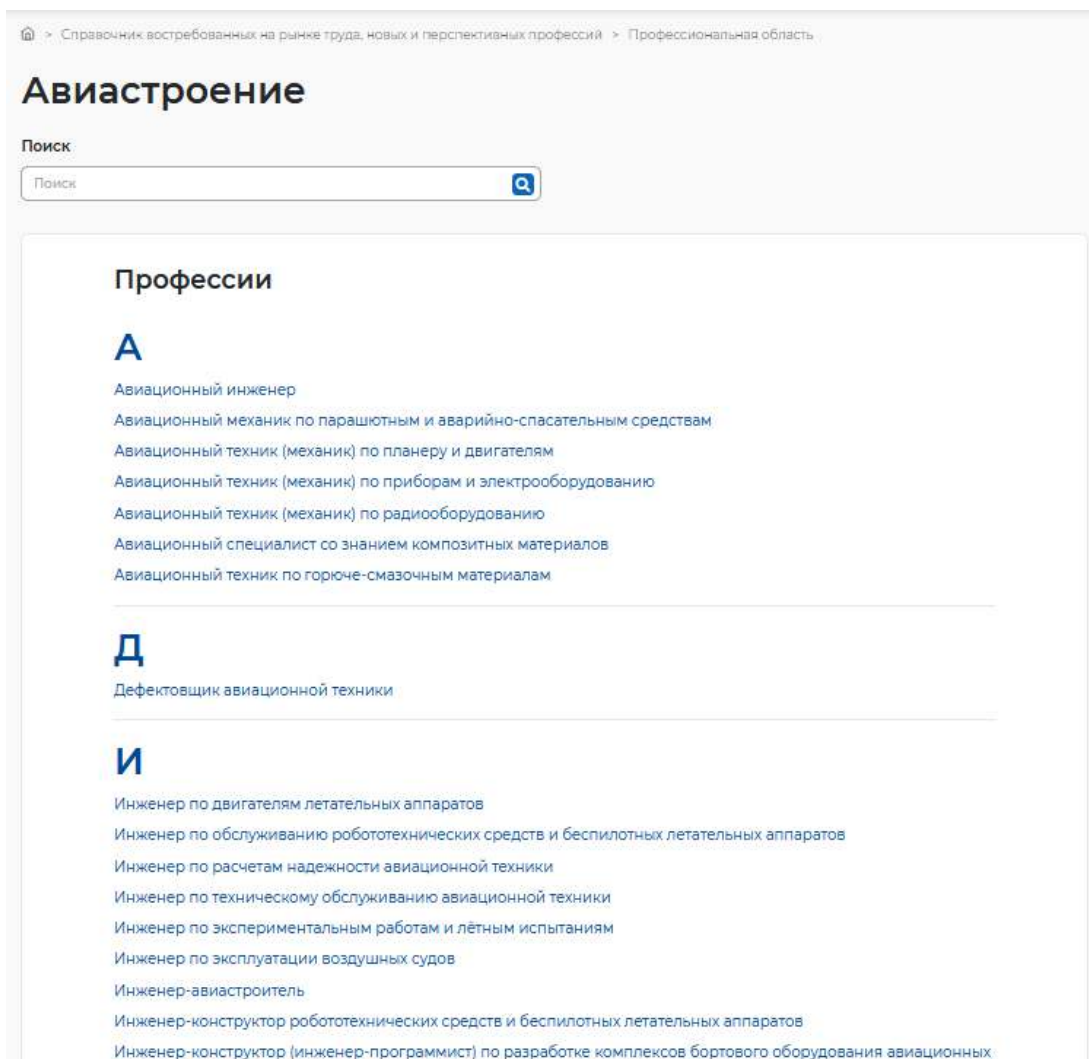 > Справочник востребованных на рынке труда, новых и перспективных профессий > Профессиональная область
Авиастроение
Поиск
Поиск
Профессии
А
Авиационный инженер
Авиационный механик по парашютным и аварийно-спасательным средствам
Авиационный техник (механик) по планеру и двигателям
Авиационный техник (механик) по приборам и электрооборудованию
Авиационный техник (механик) по радиооборудованию
Авиационный специалист со знанием композитных материалов
Авиационный техник по горюче-смазочным материалам
Д
Дефектовщик авиационной техники
И
Инженер по двигателям летательных аппаратов
Инженер по обслуживанию робототехнических средств и беспилотных летательных аппаратов
Инженер по расчетам надежности авиационной техники
Инженер по техническому обслуживанию авиационной техники
Инженер по экспериментальным работам и лётным испытаниям
Инженер по эксплуатации воздушных судов
Инженер-авиастроитель
Инженер-конструктор робототехнических средств и беспилотных летательных аппаратов
Инженер-конструктор (инженер-программист) по разработке комплексов бортового оборудования авиационных